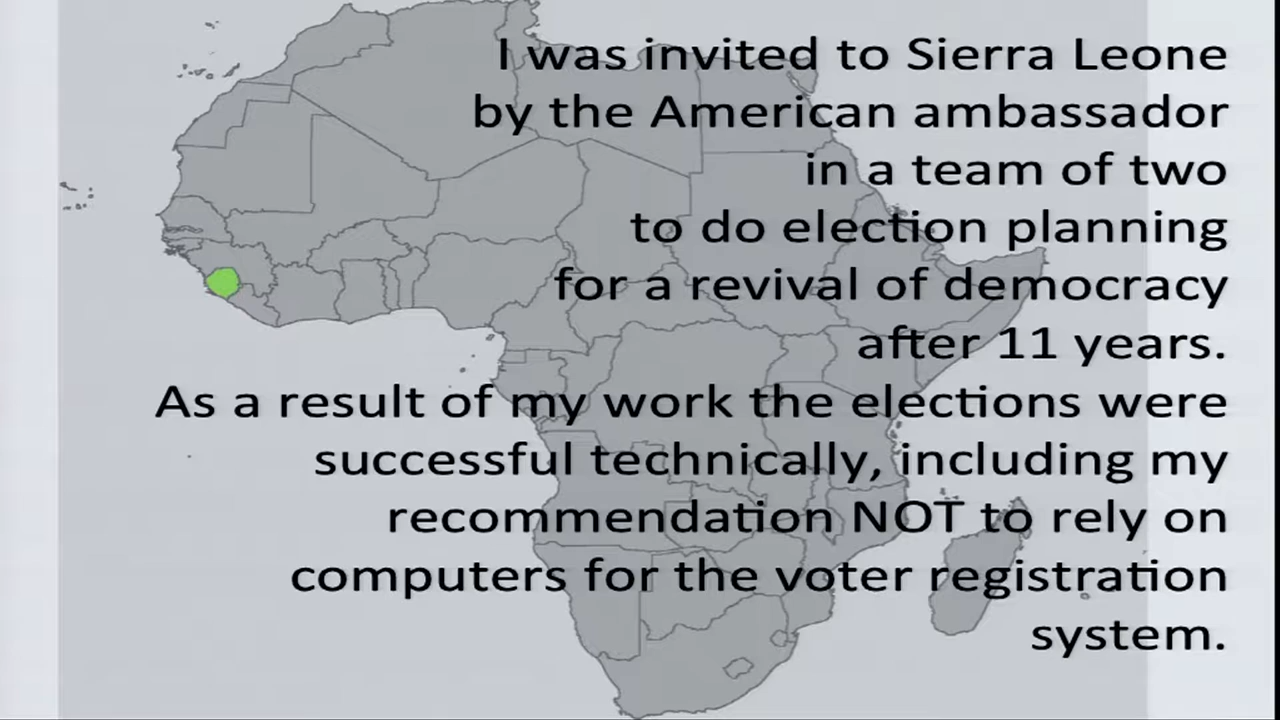 I was invited to Sierra Leone
by the American ambassador
in a team of two
to do election planning
for a revival of democracy
after 11 years.
As a result of my work the elections were
successful technically, including my
recommendation NOT to rely on
computers for the voter registration
system.